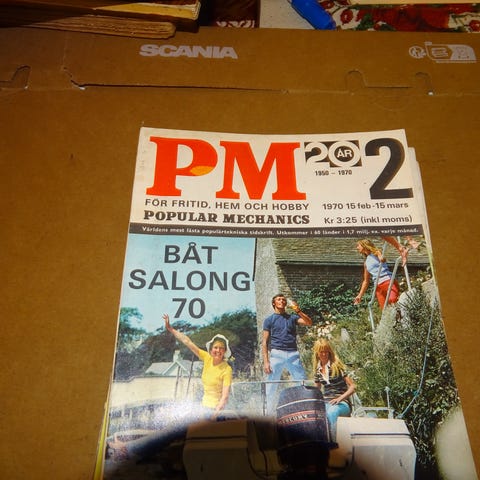 SCANIA
PM 20 ÅR 2
1950 - 1970
FÖR FRITID, HEM OCH HOBBY
1970 15 feb-15 mars
POPULAR MECHANICS
Kr 3:25 (inkl moms)
Världens mest lästa populärtekniska tidskrift. Utkommer i 60 länder i 1,7 milj. ex. varje månad.
BÅT
SALONG
70